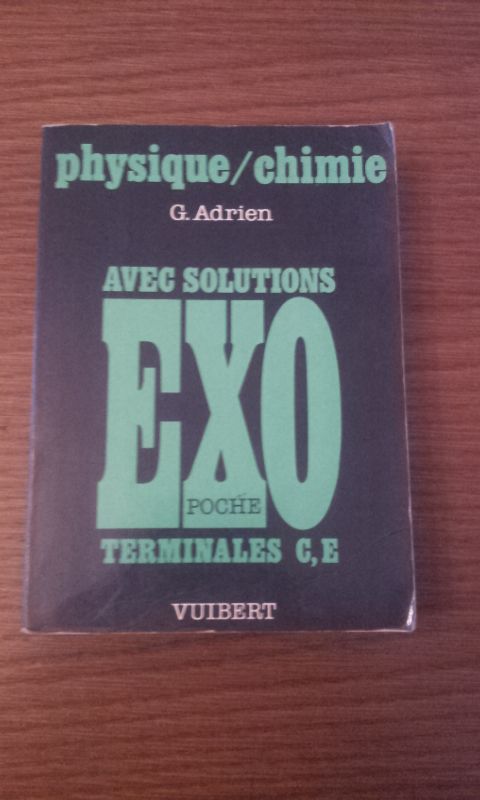 physique/chimie
G. Adrien
AVEC SOLUTIONS
EXO
POCHE
TERMINALES C, E
VUIBERT